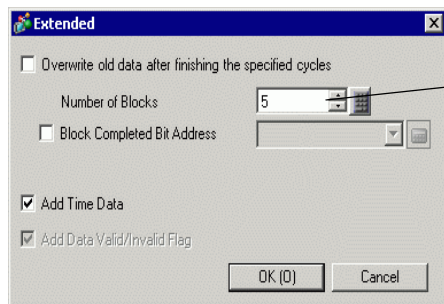 Extended
Overwrite old data after finishing the specified cycles
Number of Blocks 5
Block Completed Bit Address
Add Time Data
Add Data Valid/Invalid Flag
OK (O) Cancel